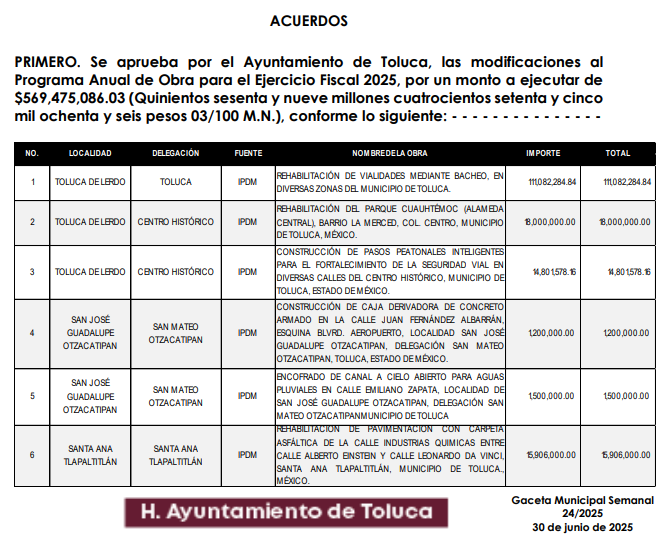 ACUERDOS
PRIMERO. Se aprueba por el Ayuntamiento de Toluca, las modificaciones al
Programa Anual de Obra para el Ejercicio Fiscal 2025, por un monto a ejecutar de
$569,475,086.03 (Quinientos sesenta y nueve millones cuatrocientos setenta y cinco
mil ochenta y seis pesos 03/100 M.N.), conforme lo siguiente: - - - - - - - - - - - - - - -
NO. LOCALIDAD DELEGACIÓN FUENTE NOMBRE DE LA OBRA IMPORTE TOTAL
1 TOLUCA DE LERDO TOLUCA IPDM REHABILITACIÓN DE VIALIDADES MEDIANTE BACHEO, EN
DIVERSAS ZONAS DEL MUNICIPIO DE TOLUCA. 111,082,284.84 111,082,284.84
2 TOLUCA DE LERDO CENTRO HISTÓRICO IPDM REHABILITACIÓN DEL PARQUE CUAUHTÉMOC (ALAMEDA
CENTRAL), BARRIO LA MERCED, COL. CENTRO, MUNICIPIO
DE TOLUCA, MÉXICO. 18,000,000.00 18,000,000.00
3 TOLUCA DE LERDO CENTRO HISTÓRICO IPDM CONSTRUCCIÓN DE PASOS PEATONALES INTELIGENTES
PARA EL FORTALECIMIENTO DE LA SEGURIDAD VIAL EN
DIVERSAS CALLES DEL CENTRO HISTÓRICO, MUNICIPIO DE
TOLUCA, ESTADO DE MÉXICO. 14,801,578.16 14,801,578.16
4 SAN JOSÉ GUADALUPE OTZACATIPAN SAN MATEO OTZACATIPAN IPDM CONSTRUCCIÓN DE CAJA DERIVADORA DE CONCRETO
ARMADO EN LA CALLE JUAN FERNÁNDEZ ALBARRÁN,
ESQUINA BLVRD. AEROPUERTO, LOCALIDAD SAN JOSÉ
GUADALUPE OTZACATIPAN, DELEGACIÓN SAN MATEO
OTZACATIPAN, TOLUCA, ESTADO DE MÉXICO. 1,200,000.00 1,200,000.00
5 SAN JOSÉ GUADALUPE OTZACATIPAN SAN MATEO OTZACATIPAN IPDM ENCOFRADO DE CANAL A CIELO ABIERTO PARA AGUAS
PLUVIALES EN CALLE EMILIANO ZAPATA, LOCALIDAD DE
SAN JOSÉ GUADALUPE OTZACATIPAN, DELEGACIÓN SAN
MATEO OTZACATIPANMUNICIPIO DE TOLUCA 1,500,000.00 1,500,000.00
6 SANTA ANA TLAPALTITLÁN SANTA ANA TLAPALTITLÁN IPDM REHABILITACION DE PAVIMENTACIÓN CON CARPETA
ASFÁLTICA DE LA CALLE INDUSTRIAS QUIMICAS ENTRE
CALLE ALBERTO EINSTEIN Y CALLE LEONARDO DA VINCI,
SANTA ANA TLAPALTITLÁN, MUNICIPIO DE TOLUCA.,
MÉXICO. 15,906,000.00 15,906,000.00
H. Ayuntamiento de Toluca
Gaceta Municipal Semanal
24/2025
30 de junio de 2025